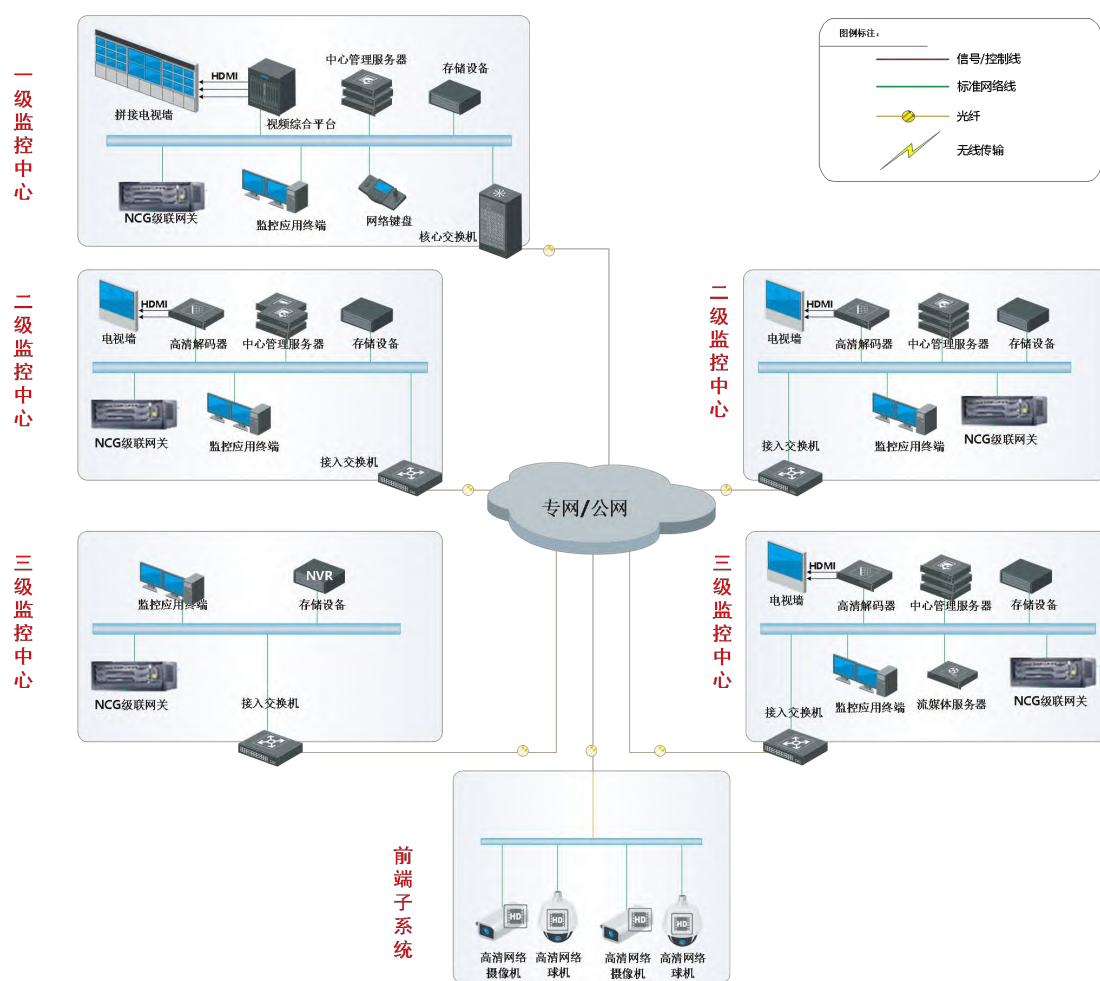 一级监控中心
HDMI
拼接电视墙
视频综合平台
中心管理服务器
存储设备
NCG级联网关
监控应用终端
网络键盘
核心交换机
图例标注:
信号/控制线
标准网络线
光纤
无线传输
二级监控中心
HDMI
电视墙
高清解码器
中心管理服务器
存储设备
NCG级联网关
监控应用终端
接入交换机
二级监控中心
HDMI
电视墙
高清解码器
中心管理服务器
存储设备
监控应用终端
NCG级联网关
接入交换机
专网/公网
三级监控中心
监控应用终端
NVR
存储设备
NCG级联网关
接入交换机
三级监控中心
HDMI
电视墙
高清解码器
中心管理服务器
存储设备
接入交换机
监控应用终端
流媒体服务器
NCG级联网关
前端子系统
HD
HD
HD
HD
高清网络
摄像机
高清网络
球机
高清网络
摄像机
高清网络
球机